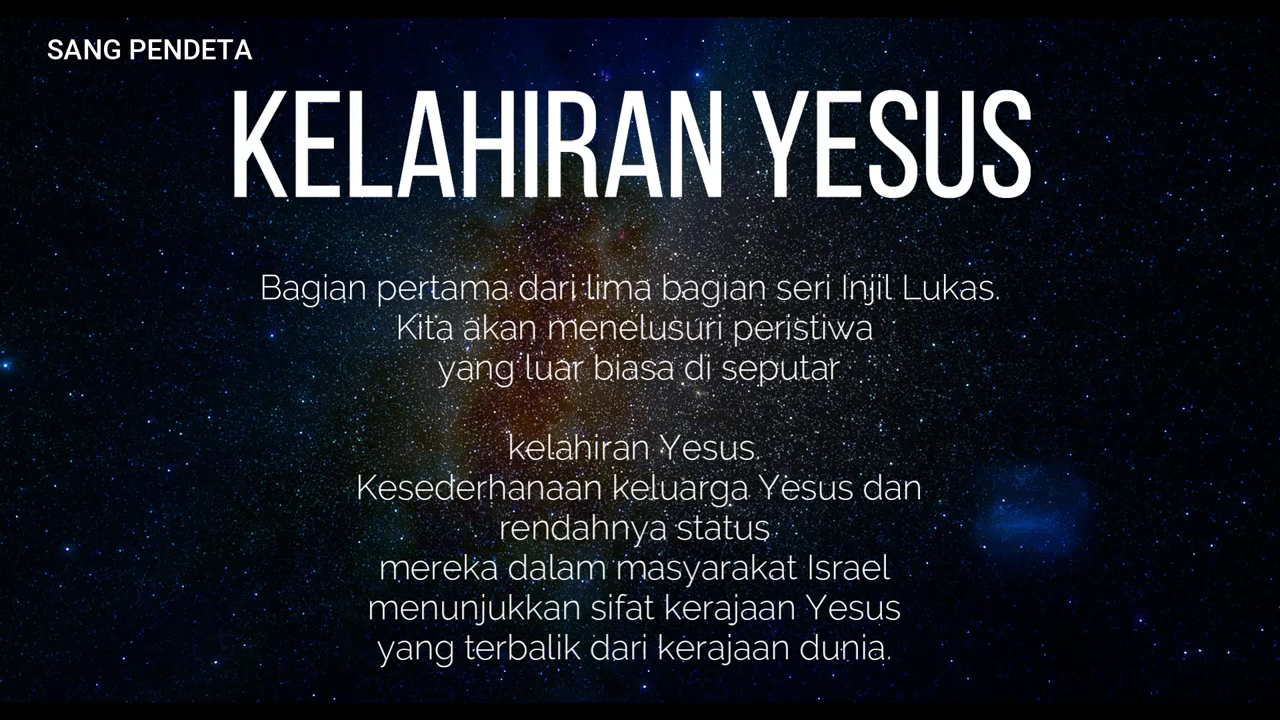 SANG PENDETA
KELAHIRAN YESUS
Bagian pertama dari lima bagian seri Injil Lukas.
Kita akan menelusuri peristiwa
yang luar biasa di seputar
kelahiran Yesus.
Kesederhanaan keluarga Yesus dan
rendahnya status
mereka dalam masyarakat Israel
menunjukkan sifat kerajaan Yesus
yang terbalik dari kerajaan dunia.